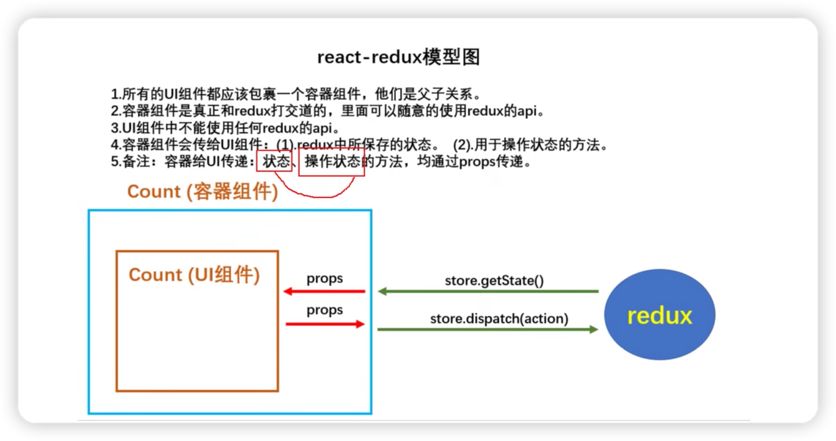 react-redux模型图
1.所有的UI组件都应该包裹一个容器组件，他们是父子关系。
2.容器组件是真正和redux打交道的，里面可以随意的使用redux的api。
3.UI组件中不能使用任何redux的api。
4.容器组件会传给UI组件：(1).redux中所保存的状态。 (2).用于操作状态的方法。
5.备注：容器给UI传递：状态、操作状态的方法，均通过props传递。
Count (容器组件)
Count (UI组件)
props
store.getState()
props
store.dispatch(action)
redux